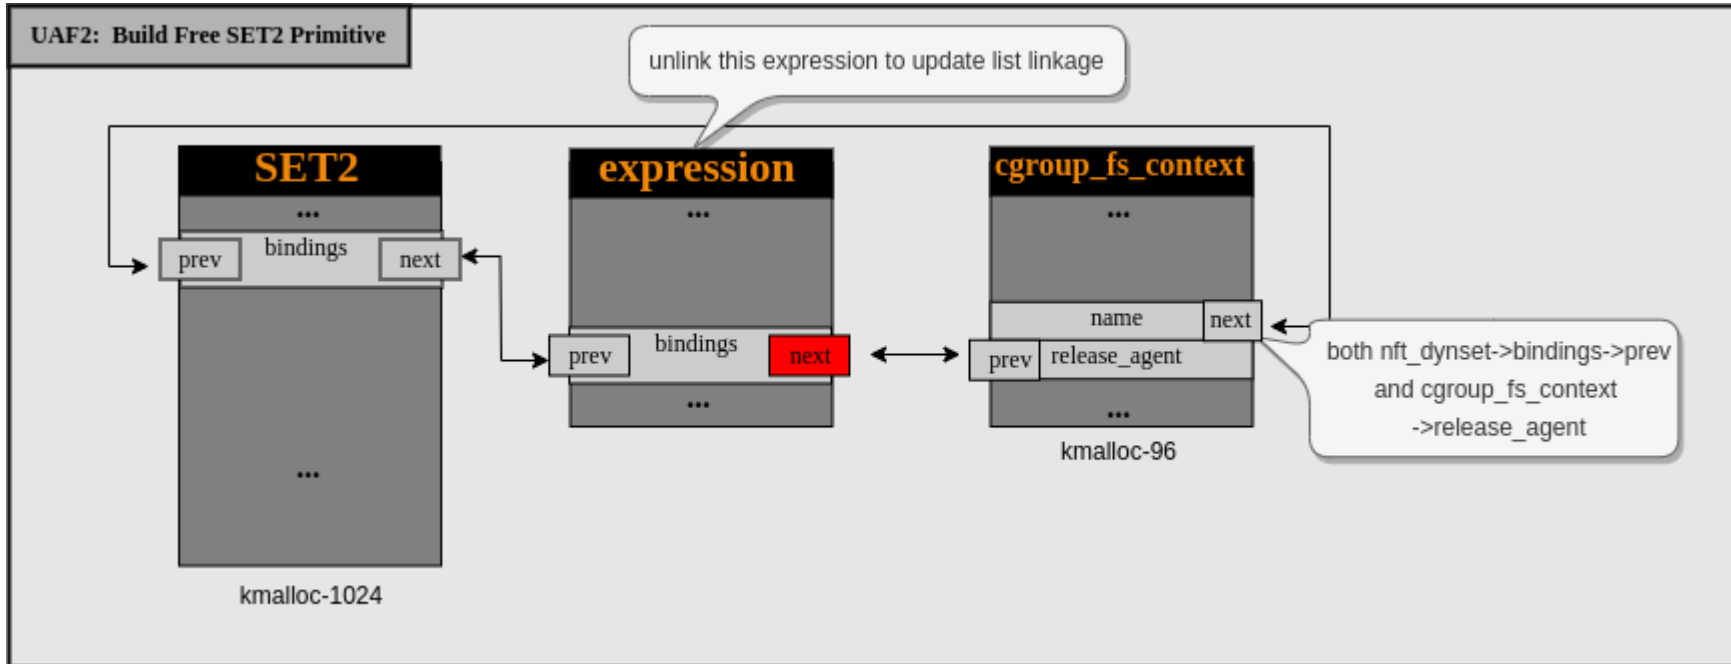 UAF2: Build Free SET2 Primitive
unlink this expression to update list linkage
SET2
...
prev
bindings
next
...
kmalloc-1024
expression
...
prev
bindings
next
...
cgroup_fs_context
...
name
next
prev
release_agent
...
kmalloc-96
both nft_dynset->bindings->prev
and cgroup_fs_context
->release_agent